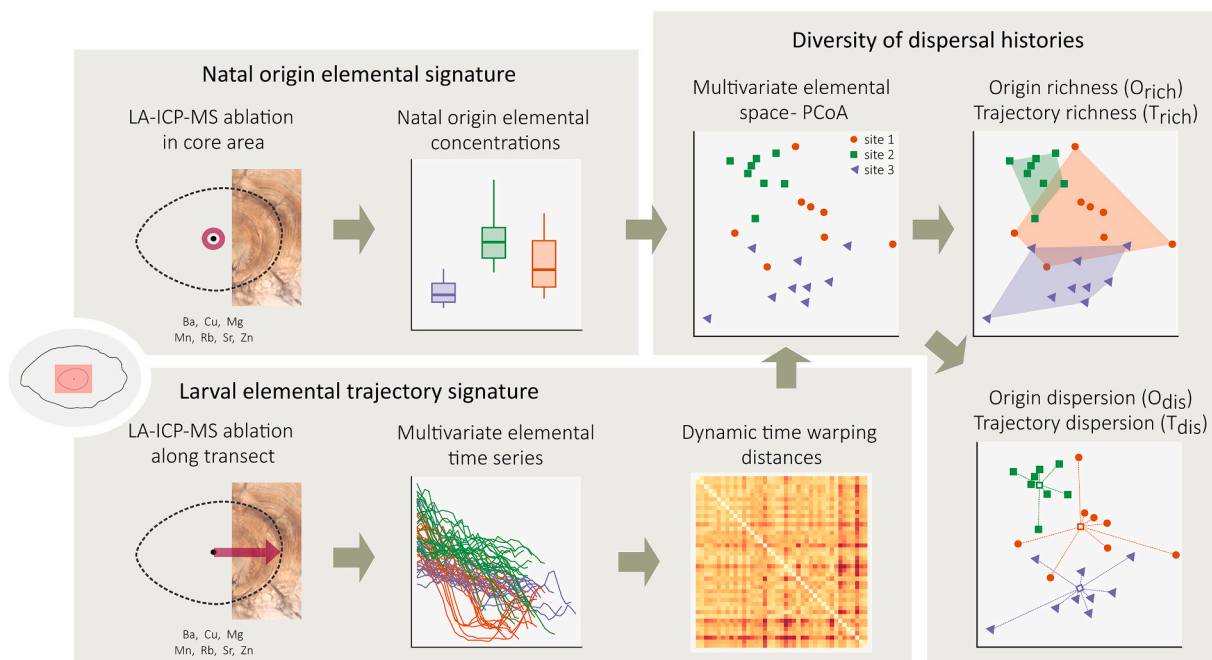 Natal origin elemental signature
LA-ICP-MS ablation
in core area
Ba, Cu, Mg
Mn, Rb, Sr, Zn
Natal origin elemental
concentrations
Diversity of dispersal histories
Multivariate elemental
space- PCoA
site 1
site 2
site 3
Origin richness (Orich)
Trajectory richness (Trich)
Origin dispersion (Odis)
Trajectory dispersion (Tdis)
Larval elemental trajectory signature
LA-ICP-MS ablation
along transect
Ba, Cu, Mg
Mn, Rb, Sr, Zn
Multivariate elemental
time series
Dynamic time warping
distances